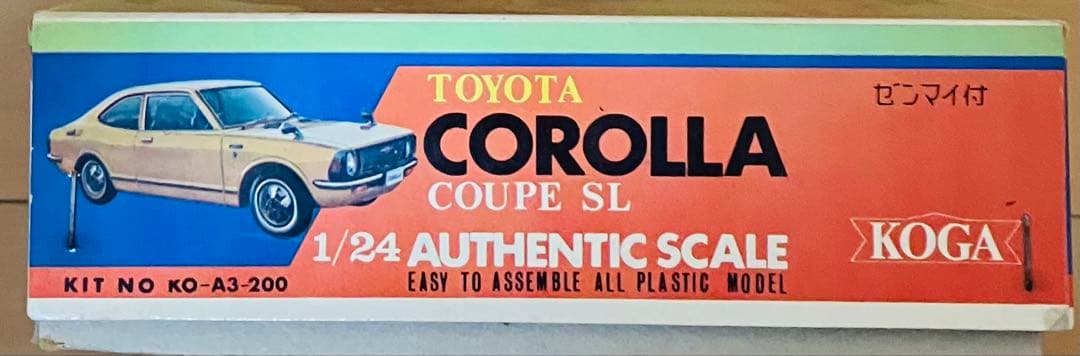 TOYOTA
COROLLA
COUPE SL
1/24 AUTHENTIC SCALE
EASY TO ASSEMBLE ALL PLASTIC MODEL
KIT NO KO-A3-200
ゼンマイ付
KOGA